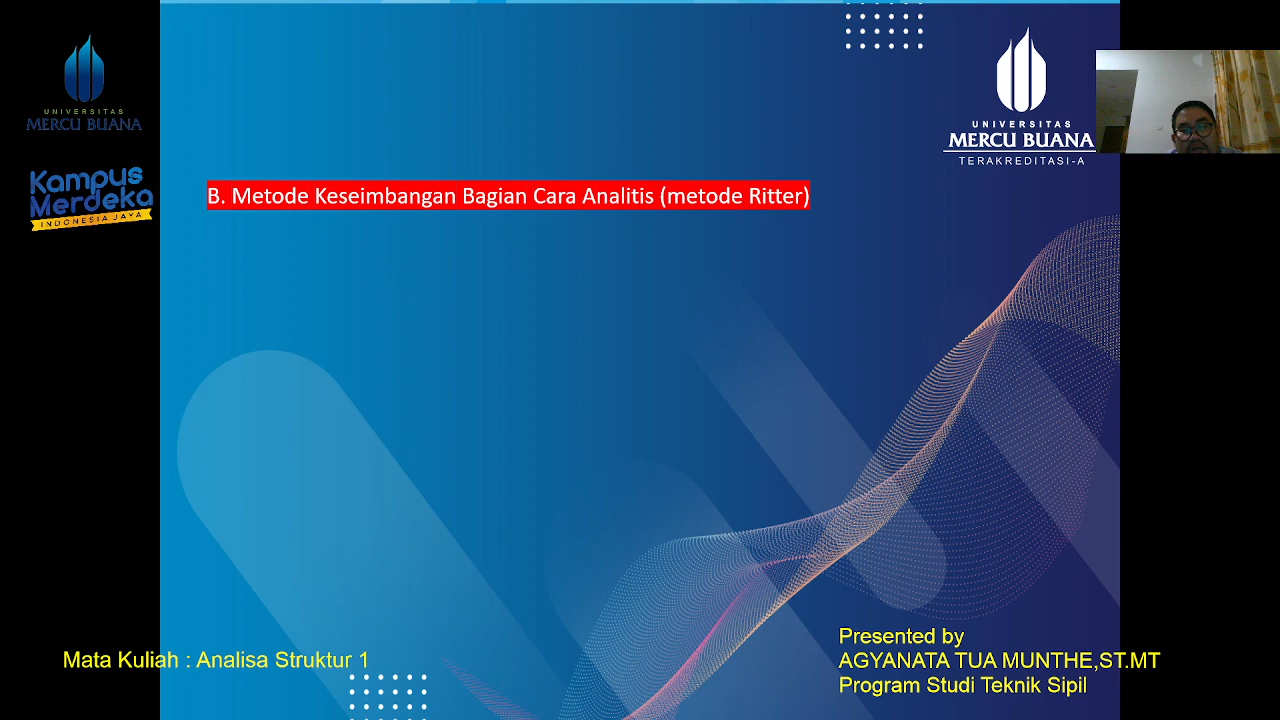 UNIVERSITAS
MERCU BUANA
Kampus
Merdeka
INDONESIA JAYA
UNIVERSITAS
MERCU BUANA
TERAKREDITASI-A
B. Metode Keseimbangan Bagian Cara Analitis (metode Ritter)
Mata Kuliah : Analisa Struktur 1
Presented by
AGYANATA TUA MUNTHE,ST.MT
Program Studi Teknik Sipil